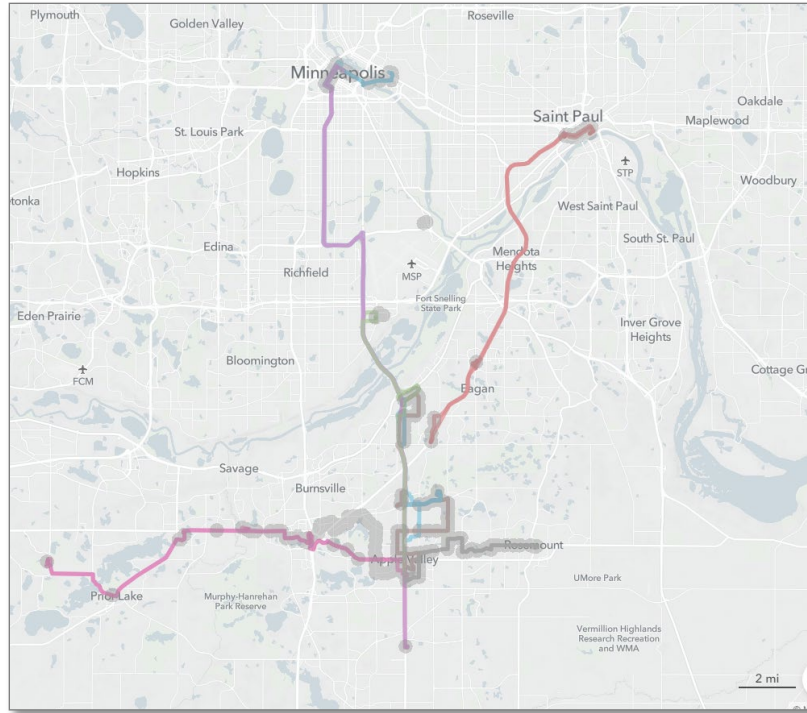 Plymouth
Golden Valley
Roseville
Minneapolis
Oakdale
Saint Paul
Maplewood
St. Louis Park
Hopkins
STP
Woodbury
West Saint Paul
Edina
South St. Paul
Mendota
Heights
Richfield
MSP
Fort Snelling
State Park
Eden Prairie
Inver Grove
Heights
Bloomington
FCM
Eagan
Cottage Gr
Savage
Burnsville
Rosemount
Apple Valley
UMore Park
Prior Lake
Murphy-Hanrehan
Park Reserve
Vermillion Highlands
Research Recreation
and WMA
2 mi